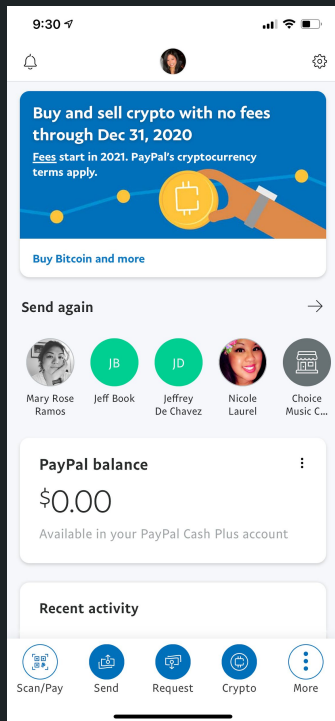 9:30
Buy and sell crypto with no fees
through Dec 31, 2020
Fees start in 2021. PayPal's cryptocurrency
terms apply.
Buy Bitcoin and more
Send again
JB
JD
Mary Rose
Ramos
Jeff Book
Jeffrey
De Chavez
Nicole
Laurel
Choice
Music C...
PayPal balance
$0.00
Available in your PayPal Cash Plus account
Recent activity
Scan/Pay
Send
Request
Crypto
More